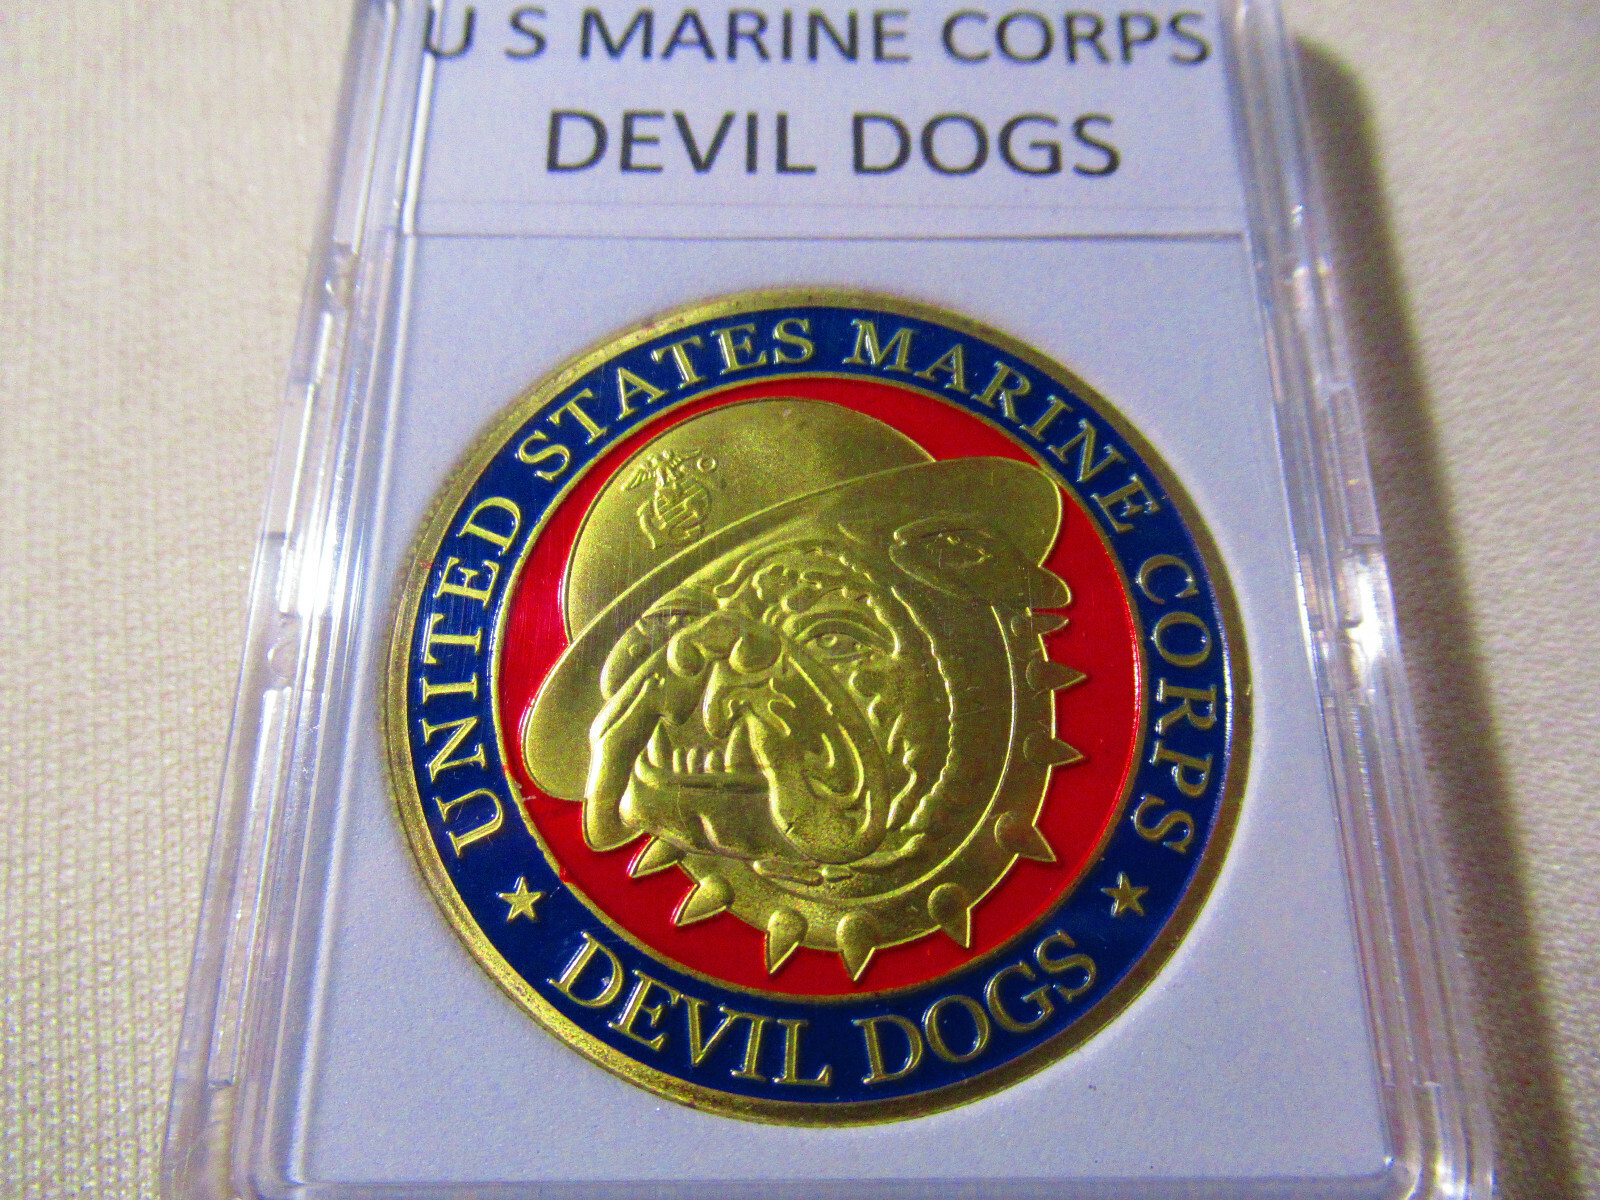 U S MARINE CORPS
DEVIL DOGS
UNITED STATES MARINE CORPS
★ DEVIL DOGS ★